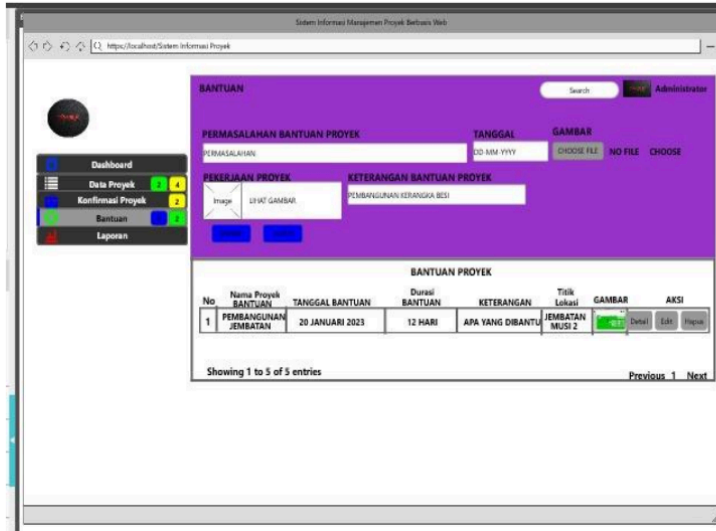 Sistem Informasi Manajemen Proyek Berbasis Web
https://localhost/Sistem Informasi Proyek
BANTUAN
Search
Administrator
PERMASALAHAN BANTUAN PROYEK
TANGGAL
GAMBAR
PERMASALAHAN
DD-MM-YYYY
CHOOSE FILE
NO FILE CHOOSE
PEKERJAAN PROYEK
KETERANGAN BANTUAN PROYEK
Image
LIHAT GAMBAR
PEMBANGUNAN KERANGKA BESI
Dashboard
Data Proyek 2 4
Konfirmasi Proyek 2
Bantuan 2
Laporan
BANTUAN PROYEK
No Nama Proyek BANTUAN TANGGAL BANTUAN Durasi BANTUAN KETERANGAN Titik Lokasi GAMBAR AKSI
1 PEMBANGUNAN JEMBATAN 20 JANUARI 2023 12 HARI APA YANG DIBANTU JEMBATAN MUSI 2 Detail Edit Hapus
Showing 1 to 5 of 5 entries
Previous 1 Next